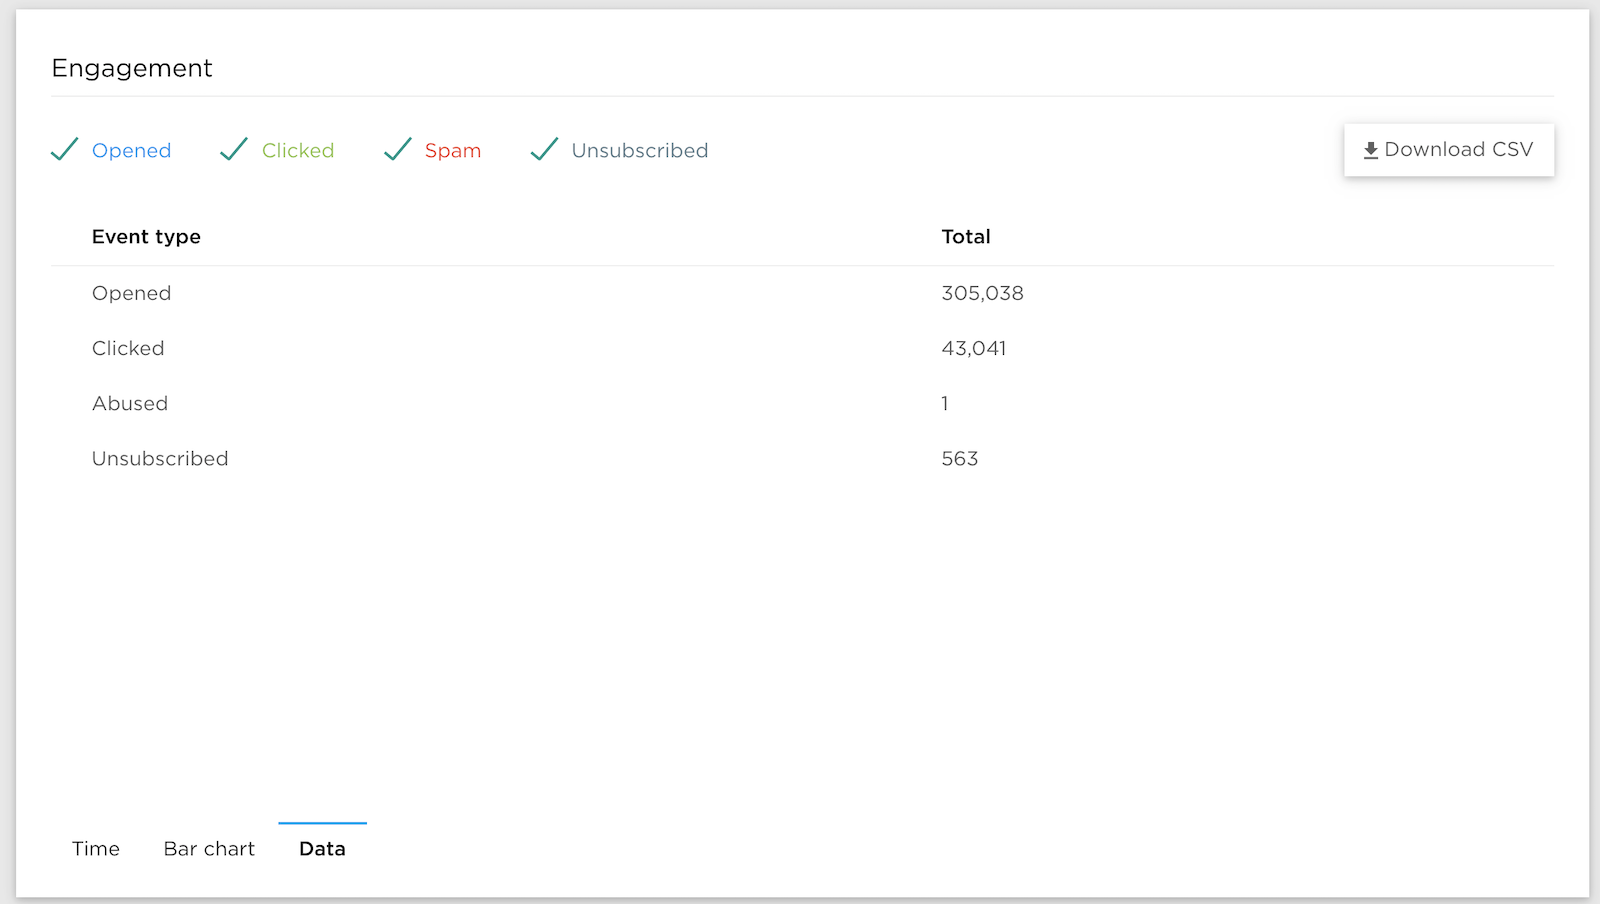 Engagement
Opened Clicked Spam Unsubscribed Download CSV
Event type Total
Opened 305,038
Clicked 43,041
Abused 1
Unsubscribed 563
Time Bar chart Data